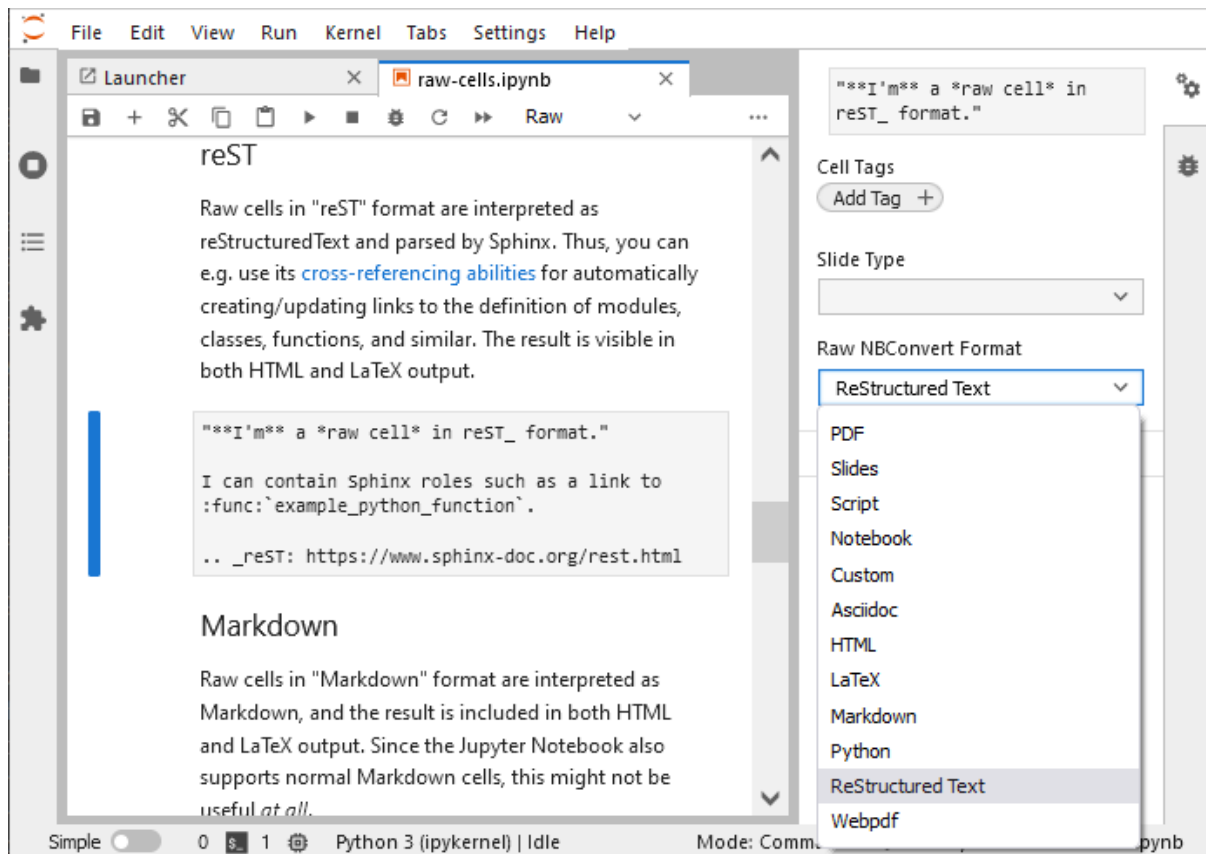 File Edit View Run Kernel Tabs Settings Help
Launcher
raw-cells.ipynb
Raw
reST
Raw cells in "reST" format are interpreted as
reStructuredText and parsed by Sphinx. Thus, you can
e.g. use its cross-referencing abilities for automatically
creating/updating links to the definition of modules,
classes, functions, and similar. The result is visible in
both HTML and LaTeX output.
"**I'm** a *raw cell* in reST_ format."
I can contain Sphinx roles such as a link to
:func:`example_python_function`.
.. _reST: https://www.sphinx-doc.org/rest.html
Markdown
Raw cells in "Markdown" format are interpreted as
Markdown, and the result is included in both HTML
and LaTeX output. Since the Jupyter Notebook also
supports normal Markdown cells, this might not be
useful at all.
"**I'm** a *raw cell* in
reST_ format."
Cell Tags
Add Tag +
Slide Type
Raw NBConvert Format
ReStructured Text
PDF
Slides
Script
Notebook
Custom
Asciidoc
HTML
LaTeX
Markdown
Python
ReStructured Text
Webpdf
Simple 0 1 Python 3 (ipykernel) | Idle Mode: Comm pynb